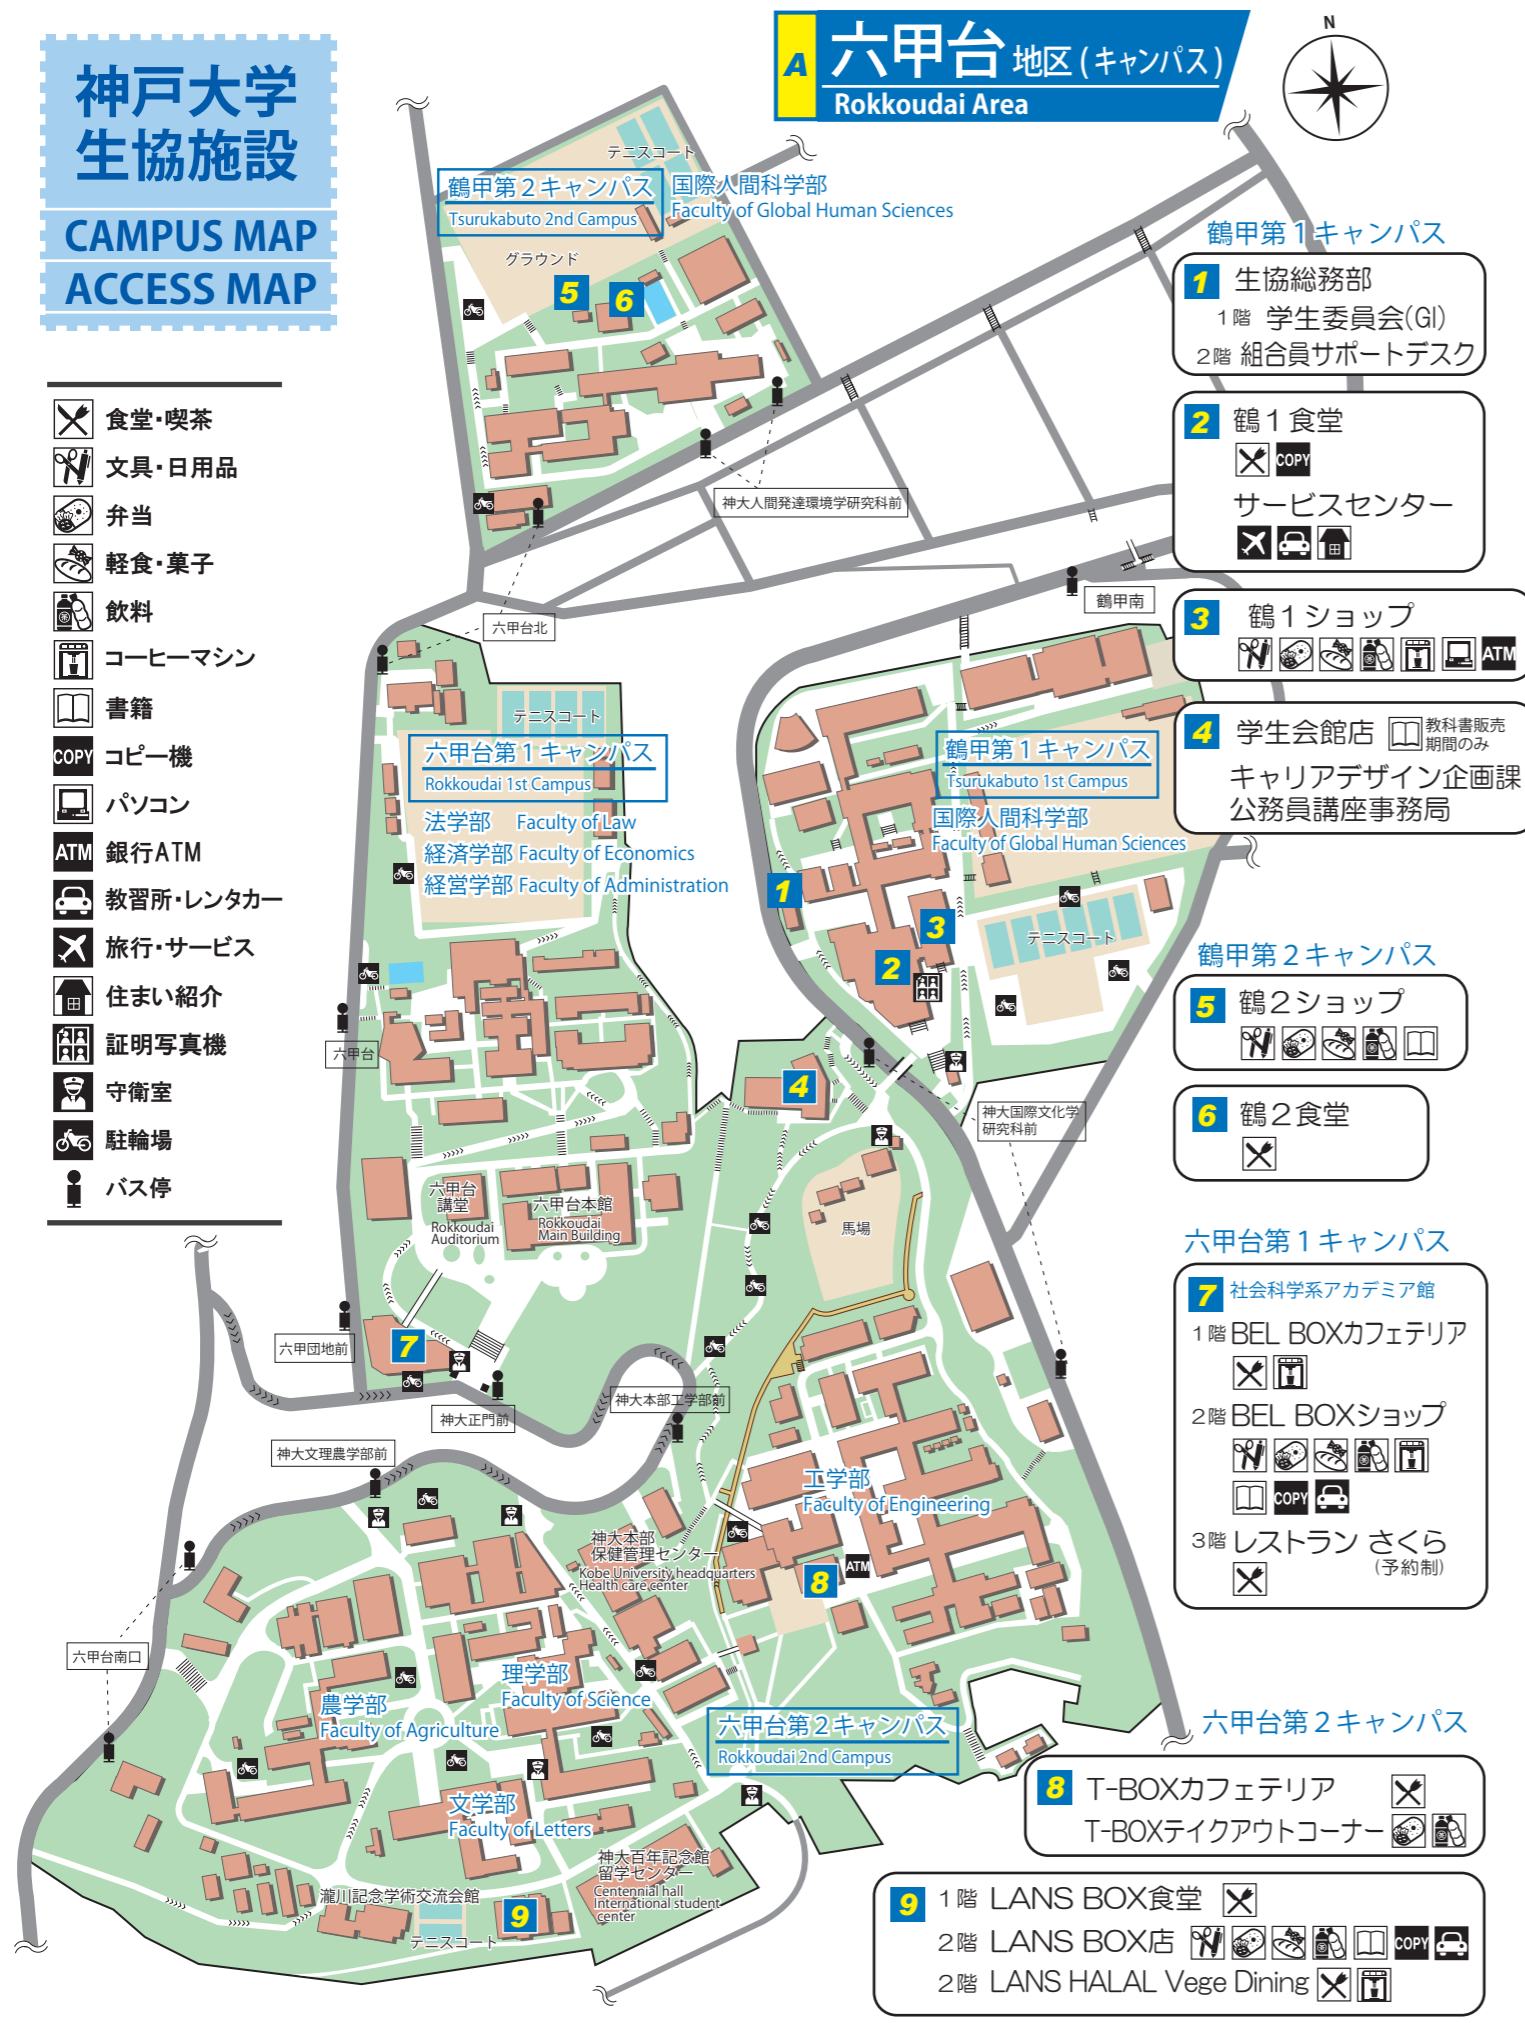 神戸大学
生協施設
CAMPUS MAP
ACCESS MAP
A
六甲台 地区(キャンパス)
Rokkoudai Area
N
食堂・喫茶
文具・日用品
弁当
軽食・菓子
飲料
コーヒーマシン
書籍
COPY コピー機
パソコン
ATM 銀行ATM
教習所・レンタカー
旅行・サービス
住まい紹介
証明写真機
守衛室
駐輪場
バス停
テニスコート
鶴甲第2キャンパス
Tsurukabuto 2nd Campus
国際人間科学部
Faculty of Global Human Sciences
グラウンド
5
6
神大人間発達環境学研究科前
六甲台北
鶴甲南
テニスコート
六甲台第1キャンパス
Rokkoudai 1st Campus
法学部 Faculty of Law
経済学部 Faculty of Economics
経営学部 Faculty of Administration
鶴甲第1キャンパス
Tsurukabuto 1st Campus
国際人間科学部
Faculty of Global Human Sciences
1
3
2
テニスコート
六甲台
4
神大国際文化学
研究科前
六甲台
講堂
Rokkoudai
Auditorium
六甲台本館
Rokkoudai
Main Building
馬場
六甲団地前
7
神大正門前
神大本部工学部前
神大文理農学部前
工学部
Faculty of Engineering
神大本部
保健管理センター
Kobe University headquarters
Health care center
8
ATM
六甲台南口
理学部
Faculty of Science
農学部
Faculty of Agriculture
六甲台第2キャンパス
Rokkoudai 2nd Campus
文学部
Faculty of Letters
神大百年記念館
留学センター
Centennial hall
International student
center
瀧川記念学術交流会館
テニスコート
9
鶴甲第1キャンパス
1 生協総務部
1階 学生委員会(GI)
2階 組合員サポートデスク
2 鶴1食堂
COPY
サービスセンター
3 鶴1ショップ
ATM
4 学生会館店 教科書販売
期間のみ
キャリアデザイン企画課
公務員講座事務局
鶴甲第2キャンパス
5 鶴2ショップ
6 鶴2食堂
六甲台第1キャンパス
7 社会科学系アカデミア館
1階 BEL BOXカフェテリア
2階 BEL BOXショップ
COPY
3階 レストラン さくら
(予約制)
六甲台第2キャンパス
8 T-BOXカフェテリア
T-BOXテイクアウトコーナー
9 1階 LANS BOX食堂
2階 LANS BOX店 COPY
2階 LANS HALAL Vege Dining